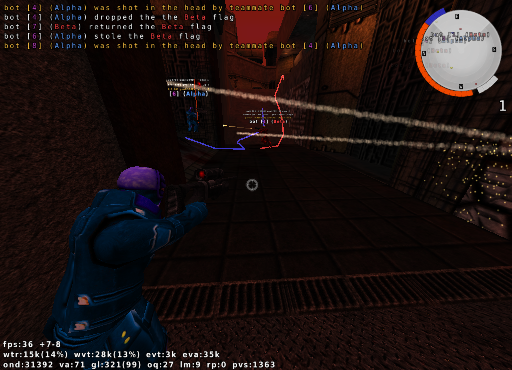 bot [4] (Alpha) was shot in the head by teammate bot [6] (Alpha)
bot [4] (Alpha) dropped the the Beta flag
bot [7] (Beta) returned the Beta flag
bot [6] (Alpha) stole the Beta flag
bot [8] (Alpha) was shot in the head by teammate bot [4] (Alpha)
[6] (Alpha)
1
fps:36 +7-8
wtr:15k(14%) wvt:28k(13%) evt:3k eva:35k
ond:31392 va:71 gl:321(99) oq:27 lm:9 rp:0 pvs:1363